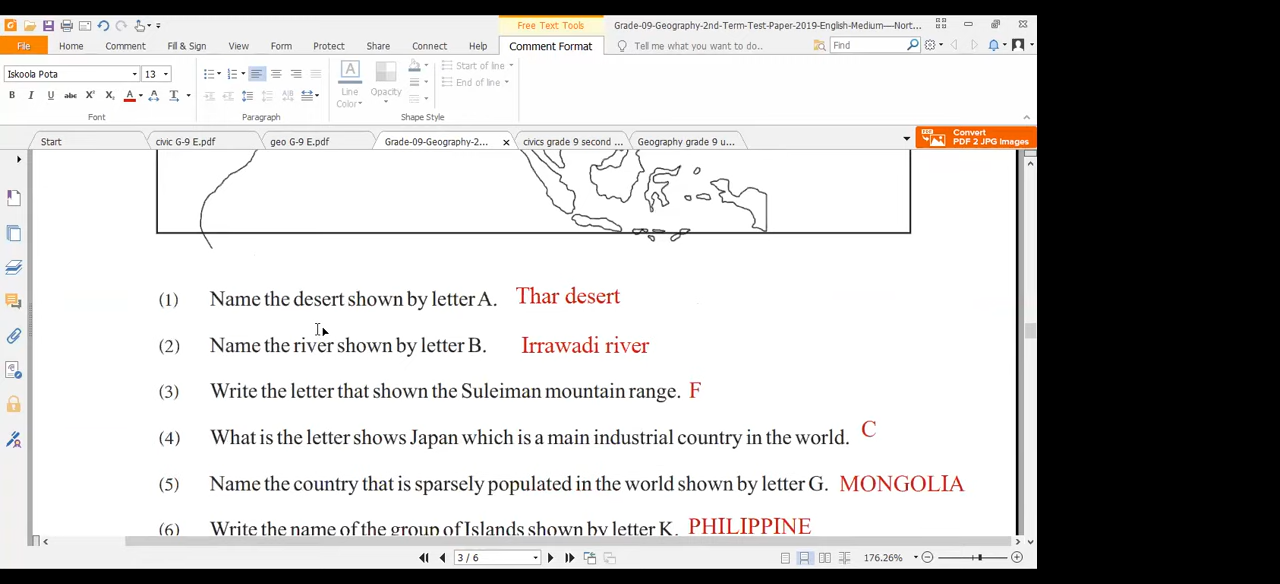 Free Text Tools
Grade-09-Geography-2nd-Term-Test-Paper-2019-English-Medium—Nort...
File Home Comment Fill & Sign View Form Protect Share Connect Help Comment Format Tell me what you want to do.. Find
Iskoola Pota 13
Line Color
Opacity
Start of line
End of line
B I U abc X² X, A A T
Font Paragraph Shape Style
Start civic G-9 E.pdf geo G-9 E.pdf Grade-09-Geography-2... civics grade 9 second ... Geography grade 9 u...
Convert
PDF 2 JPG Images
(1) Name the desert shown by letter A. Thar desert
(2) Name the river shown by letter B. Irrawadi river
(3) Write the letter that shown the Suleiman mountain range. F
(4) What is the letter shows Japan which is a main industrial country in the world. C
(5) Name the country that is sparsely populated in the world shown by letter G. MONGOLIA
(6) Write the name of the group of Islands shown by letter K. PHILIPPINE
3 / 6 176.26%